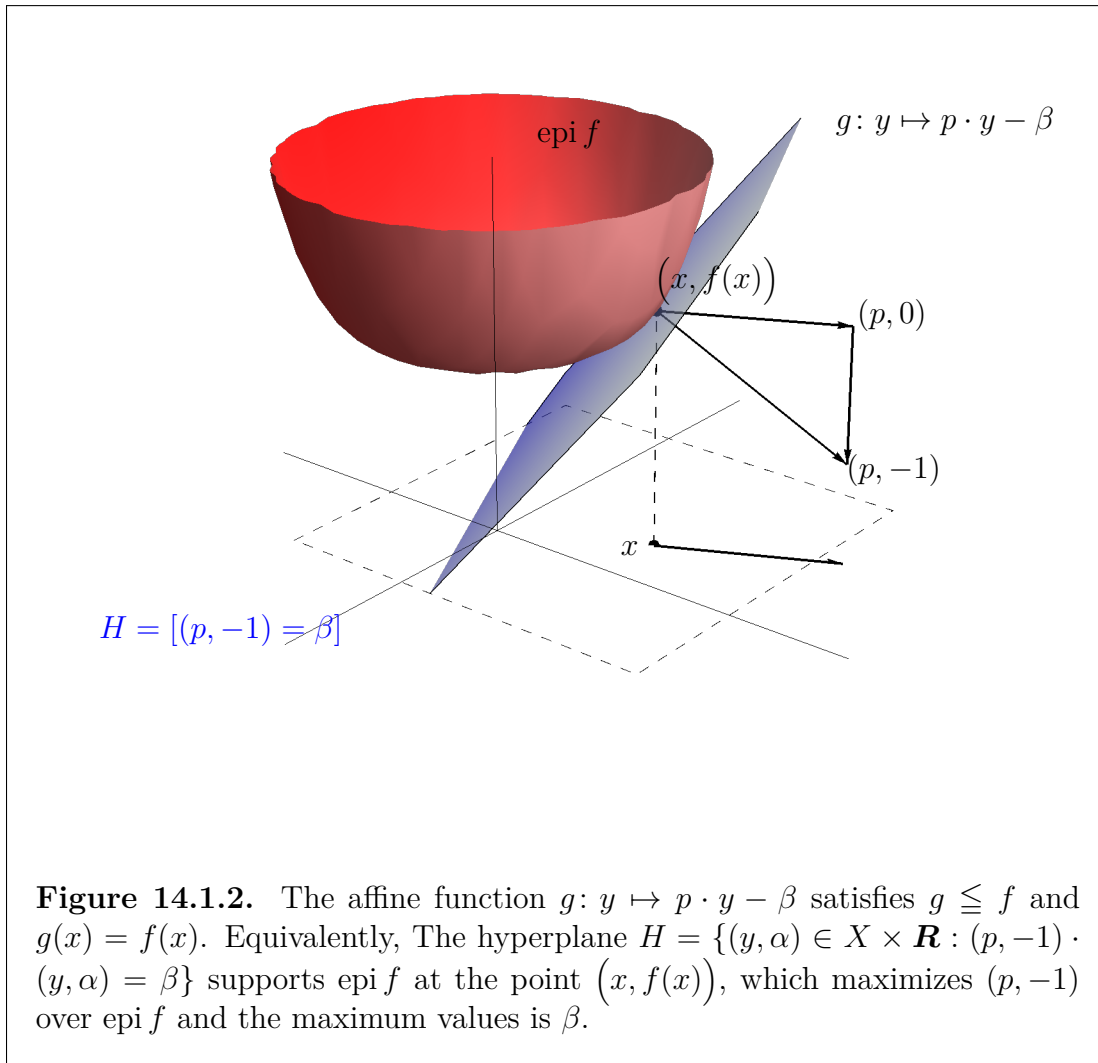 epi f
g: y ↦ p · y − β
(x, f(x))
(p, 0)
(p, −1)
x
H = [(p, −1) = β]
Figure 14.1.2. The affine function g: y ↦ p · y − β satisfies g ≦ f and
g(x) = f(x). Equivalently, The hyperplane H = {(y, α) ∈ X × R : (p, −1) ·
(y, α) = β} supports epi f at the point (x, f(x)), which maximizes (p, −1)
over epi f and the maximum values is β.